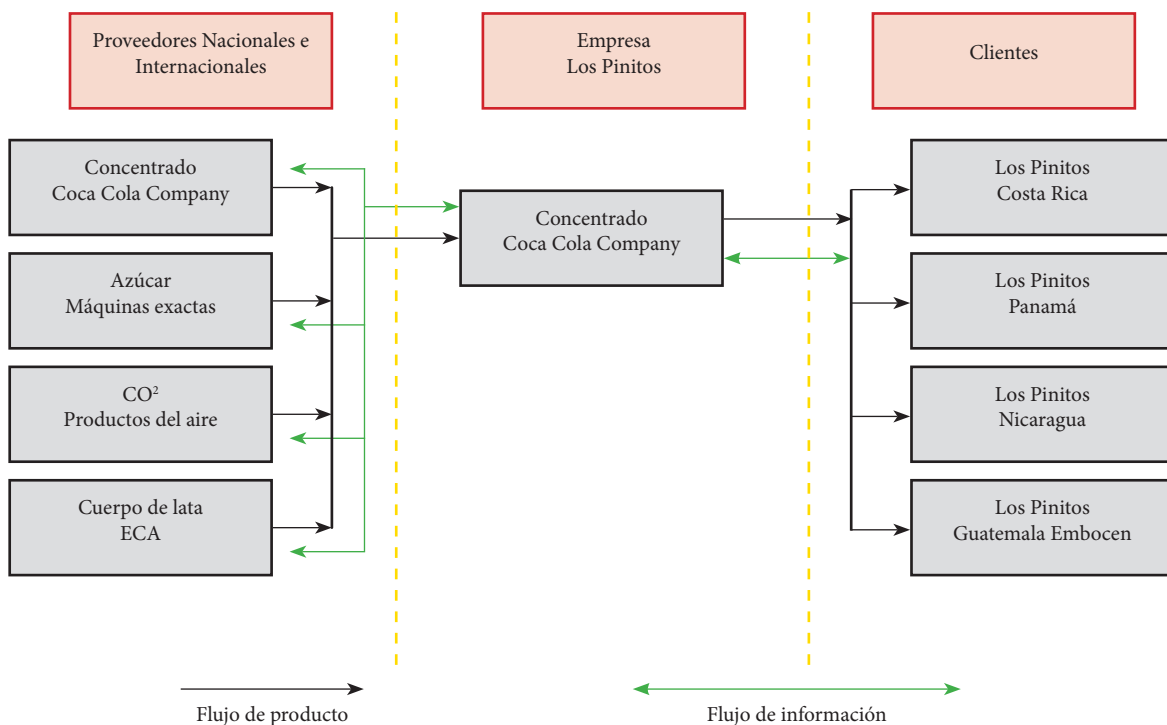 Proveedores Nacionales e
Internacionales
Empresa
Los Pinitos
Clientes
Concentrado
Coca Cola Company
Azúcar
Máquinas exactas
CO²
Productos del aire
Cuerpo de lata
ECA
Concentrado
Coca Cola Company
Los Pinitos
Costa Rica
Los Pinitos
Panamá
Los Pinitos
Nicaragua
Los Pinitos
Guatemala Embocen
Flujo de producto
Flujo de información